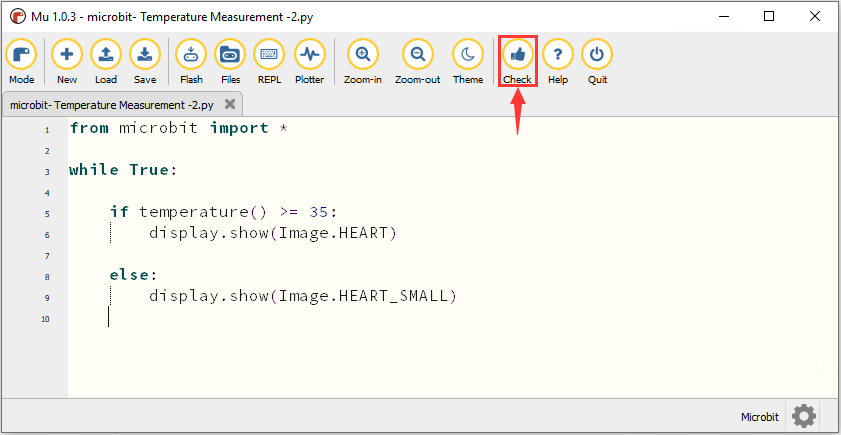 Mu 1.0.3 - microbit- Temperature Measurement -2.py
Mode New Load Save Flash Files REPL Plotter Zoom-in Zoom-out Theme Check Help Quit
microbit- Temperature Measurement -2.py
1 from microbit import *
2
3 while True:
4
5 if temperature() >= 35:
6 display.show(Image.HEART)
7
8 else:
9 display.show(Image.HEART_SMALL)
10
Microbit